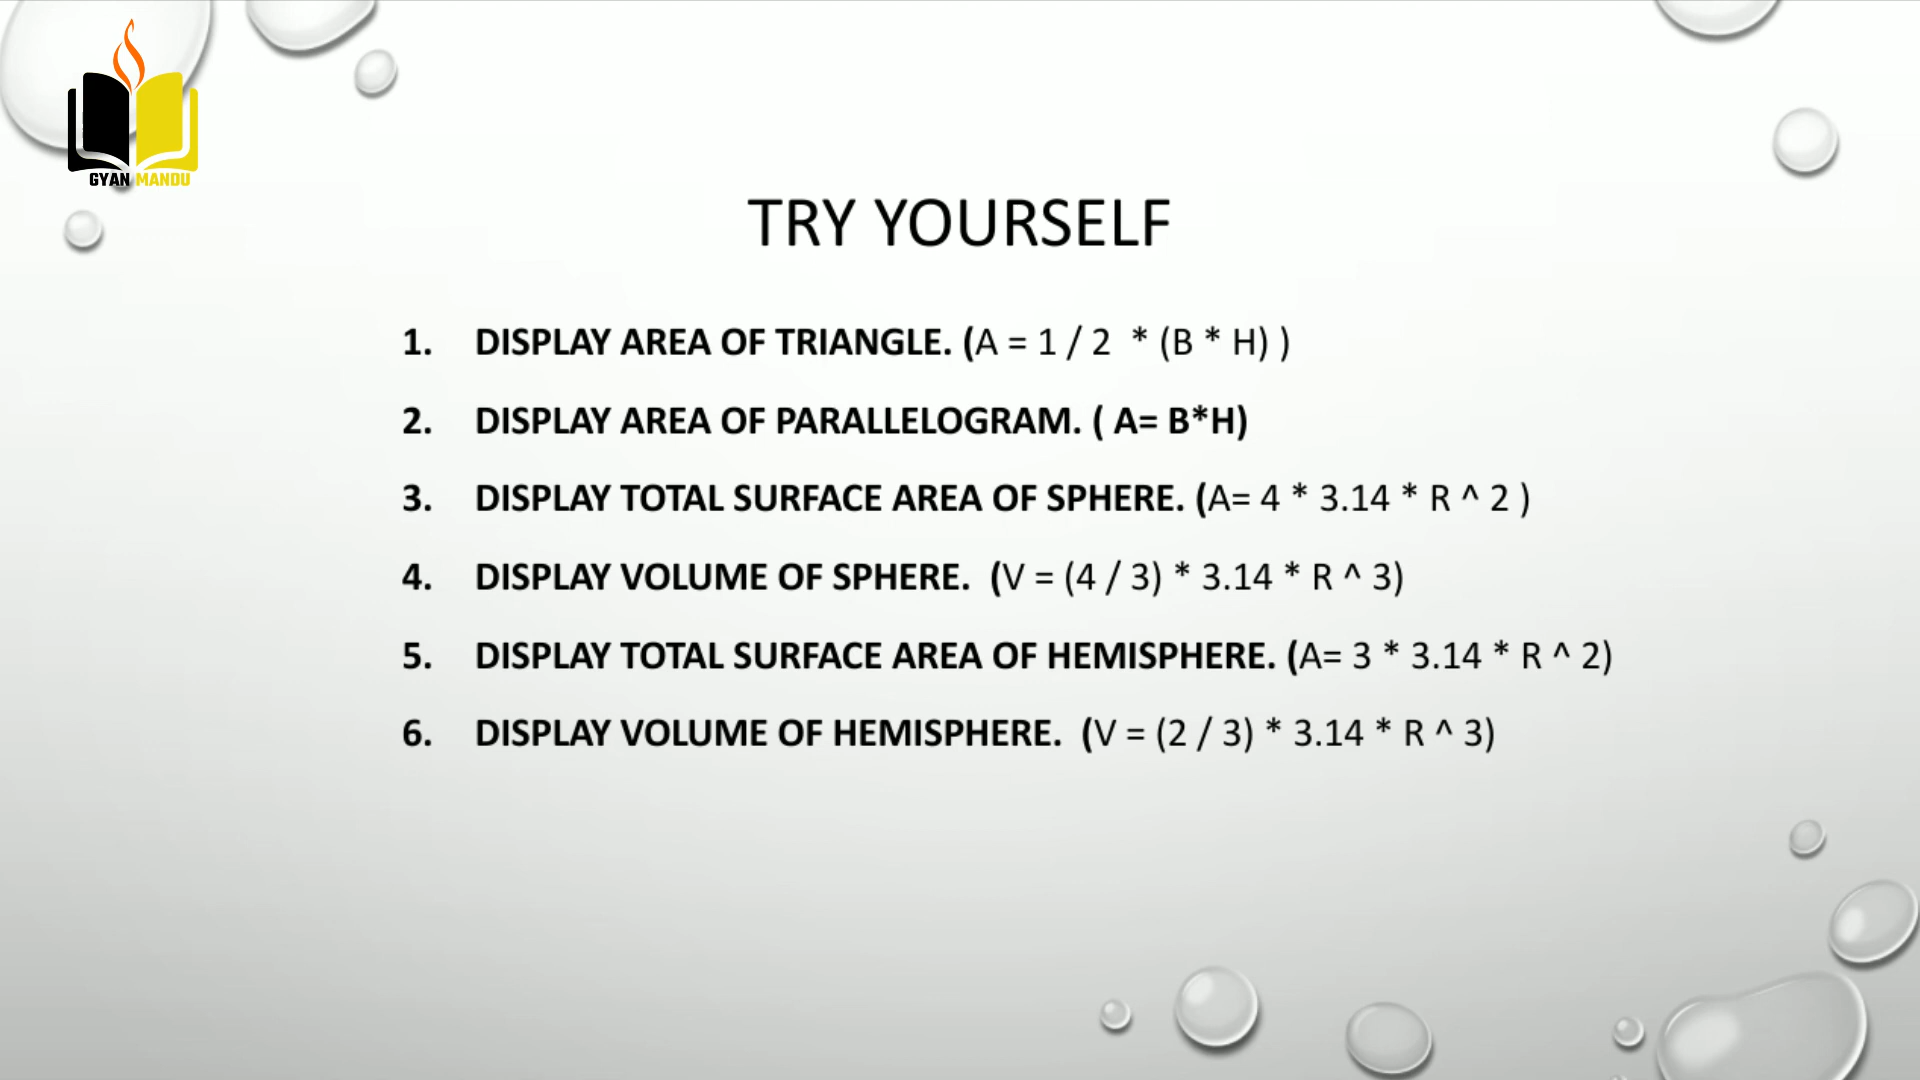 GYAN MANDU
TRY YOURSELF
1. DISPLAY AREA OF TRIANGLE. (A = 1 / 2 * (B * H) )
2. DISPLAY AREA OF PARALLELOGRAM. ( A= B*H)
3. DISPLAY TOTAL SURFACE AREA OF SPHERE. (A= 4 * 3.14 * R ^ 2 )
4. DISPLAY VOLUME OF SPHERE. (V = (4 / 3) * 3.14 * R ^ 3)
5. DISPLAY TOTAL SURFACE AREA OF HEMISPHERE. (A= 3 * 3.14 * R ^ 2)
6. DISPLAY VOLUME OF HEMISPHERE. (V = (2 / 3) * 3.14 * R ^ 3)